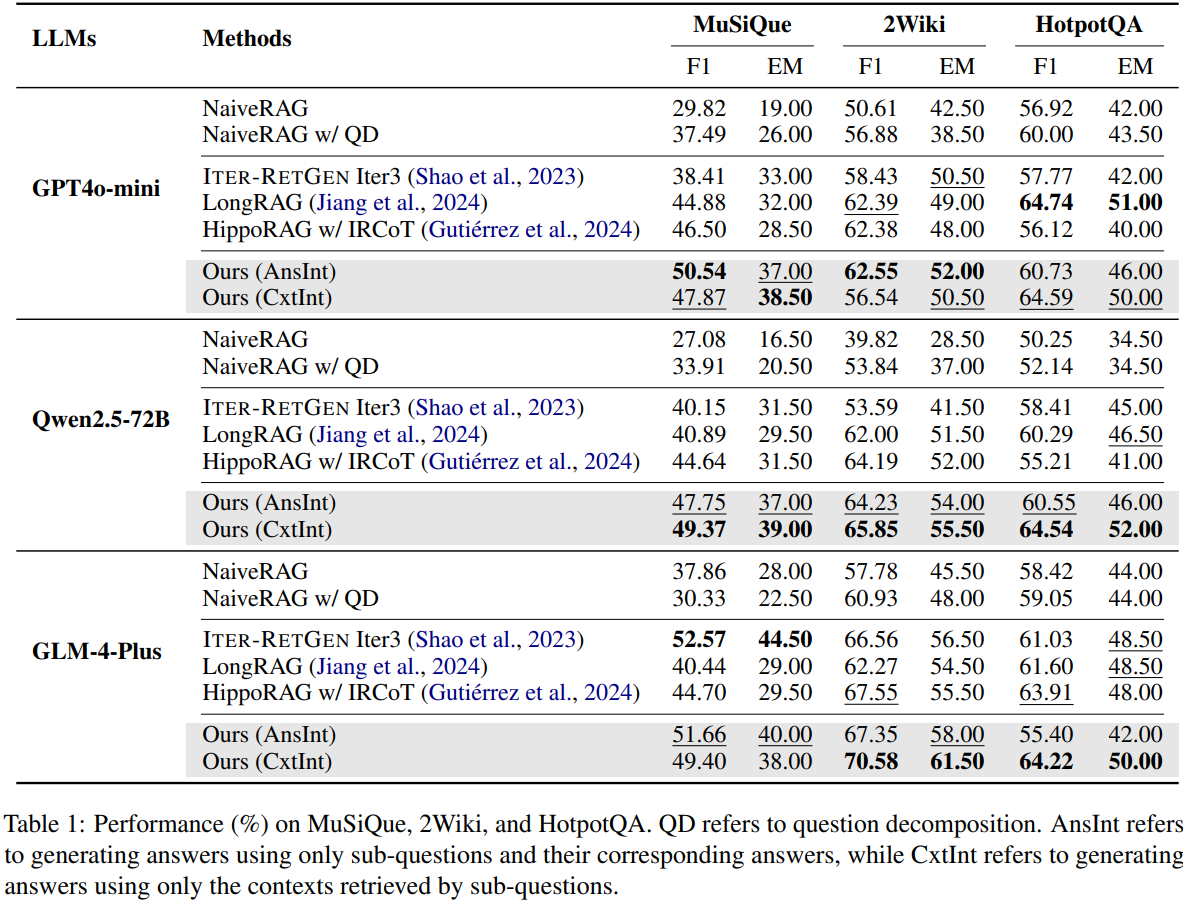 LLMs Methods MuSiQue 2Wiki HotpotQA
F1 EM F1 EM F1 EM
GPT4o-mini
NaiveRAG 29.82 19.00 50.61 42.50 56.92 42.00
NaiveRAG w/ QD 37.49 26.00 56.88 38.50 60.00 43.50
ITER-RETGEN Iter3 (Shao et al., 2023) 38.41 33.00 58.43 50.50 57.77 42.00
LongRAG (Jiang et al., 2024) 44.88 32.00 62.39 49.00 64.74 51.00
HippoRAG w/ IRCoT (Gutiérrez et al., 2024) 46.50 28.50 62.38 48.00 56.12 40.00
Ours (AnsInt) 50.54 37.00 62.55 52.00 60.73 46.00
Ours (CxtInt) 47.87 38.50 56.54 50.50 64.59 50.00
Qwen2.5-72B
NaiveRAG 27.08 16.50 39.82 28.50 50.25 34.50
NaiveRAG w/ QD 33.91 20.50 53.84 37.00 52.14 34.50
ITER-RETGEN Iter3 (Shao et al., 2023) 40.15 31.50 53.59 41.50 58.41 45.00
LongRAG (Jiang et al., 2024) 40.89 29.50 62.00 51.50 60.29 46.50
HippoRAG w/ IRCoT (Gutiérrez et al., 2024) 44.64 31.50 64.19 52.00 55.21 41.00
Ours (AnsInt) 47.75 37.00 64.23 54.00 60.55 46.00
Ours (CxtInt) 49.37 39.00 65.85 55.50 64.54 52.00
GLM-4-Plus
NaiveRAG 37.86 28.00 57.78 45.50 58.42 44.00
NaiveRAG w/ QD 30.33 22.50 60.93 48.00 59.05 44.00
ITER-RETGEN Iter3 (Shao et al., 2023) 52.57 44.50 66.56 56.50 61.03 48.50
LongRAG (Jiang et al., 2024) 40.44 29.00 62.27 54.50 61.60 48.50
HippoRAG w/ IRCoT (Gutiérrez et al., 2024) 44.70 29.50 67.55 55.50 63.91 48.00
Ours (AnsInt) 51.66 40.00 67.35 58.00 55.40 42.00
Ours (CxtInt) 49.40 38.00 70.58 61.50 64.22 50.00
Table 1: Performance (%) on MuSiQue, 2Wiki, and HotpotQA. QD refers to question decomposition. AnsInt refers
to generating answers using only sub-questions and their corresponding answers, while CxtInt refers to generating
answers using only the contexts retrieved by sub-questions.